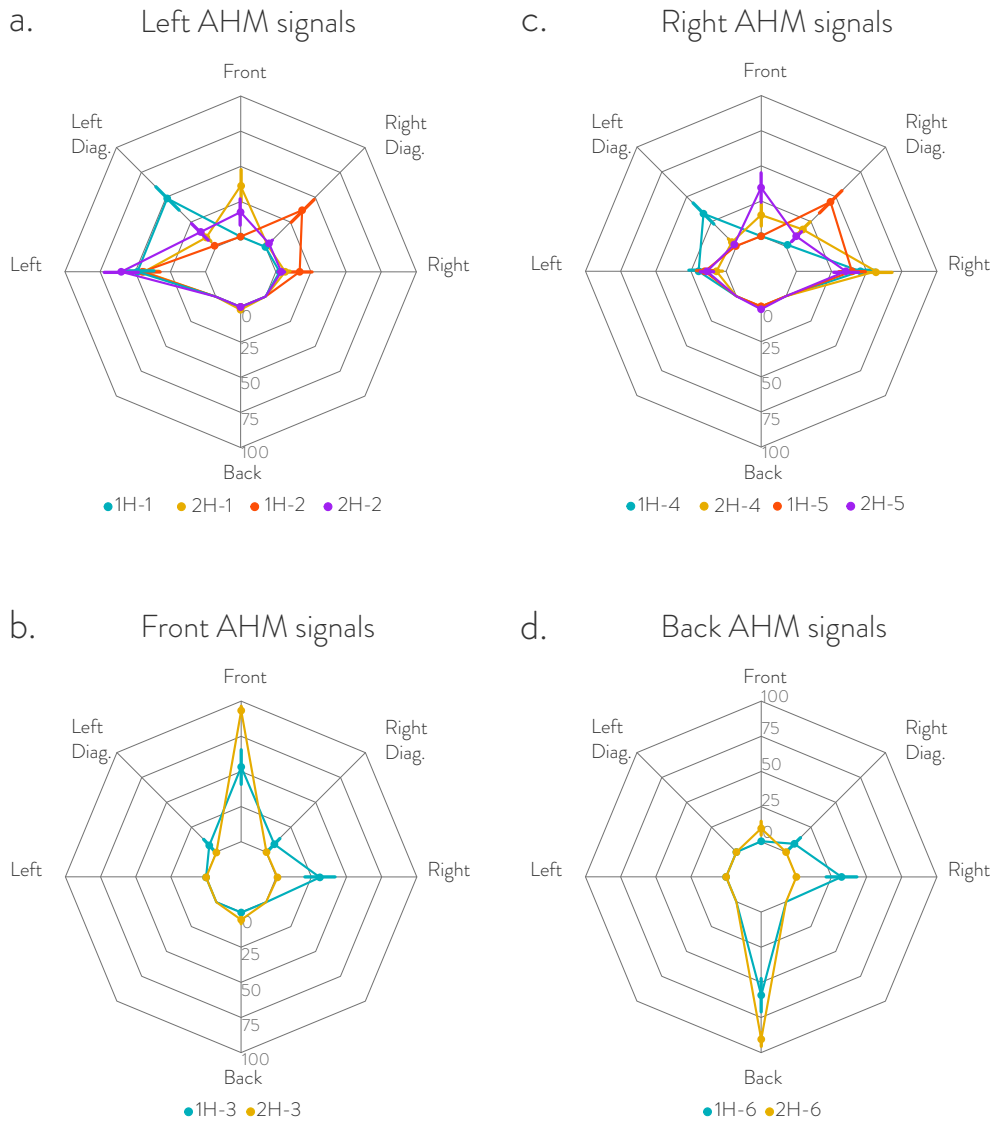 a. Left AHM signals
Front
Left
Diag.
Right
Diag.
Left
Right
0
25
50
75
100
Back
1H-1 2H-1 1H-2 2H-2
c. Right AHM signals
Front
Left
Diag.
Right
Diag.
Left
Right
0
25
50
75
100
Back
1H-4 2H-4 1H-5 2H-5
b. Front AHM signals
Front
Left
Diag.
Right
Diag.
Left
Right
0
25
50
75
100
Back
1H-3 2H-3
d. Back AHM signals
Front
100
75
50
25
0
Left
Diag.
Right
Diag.
Left
Right
Back
1H-6 2H-6